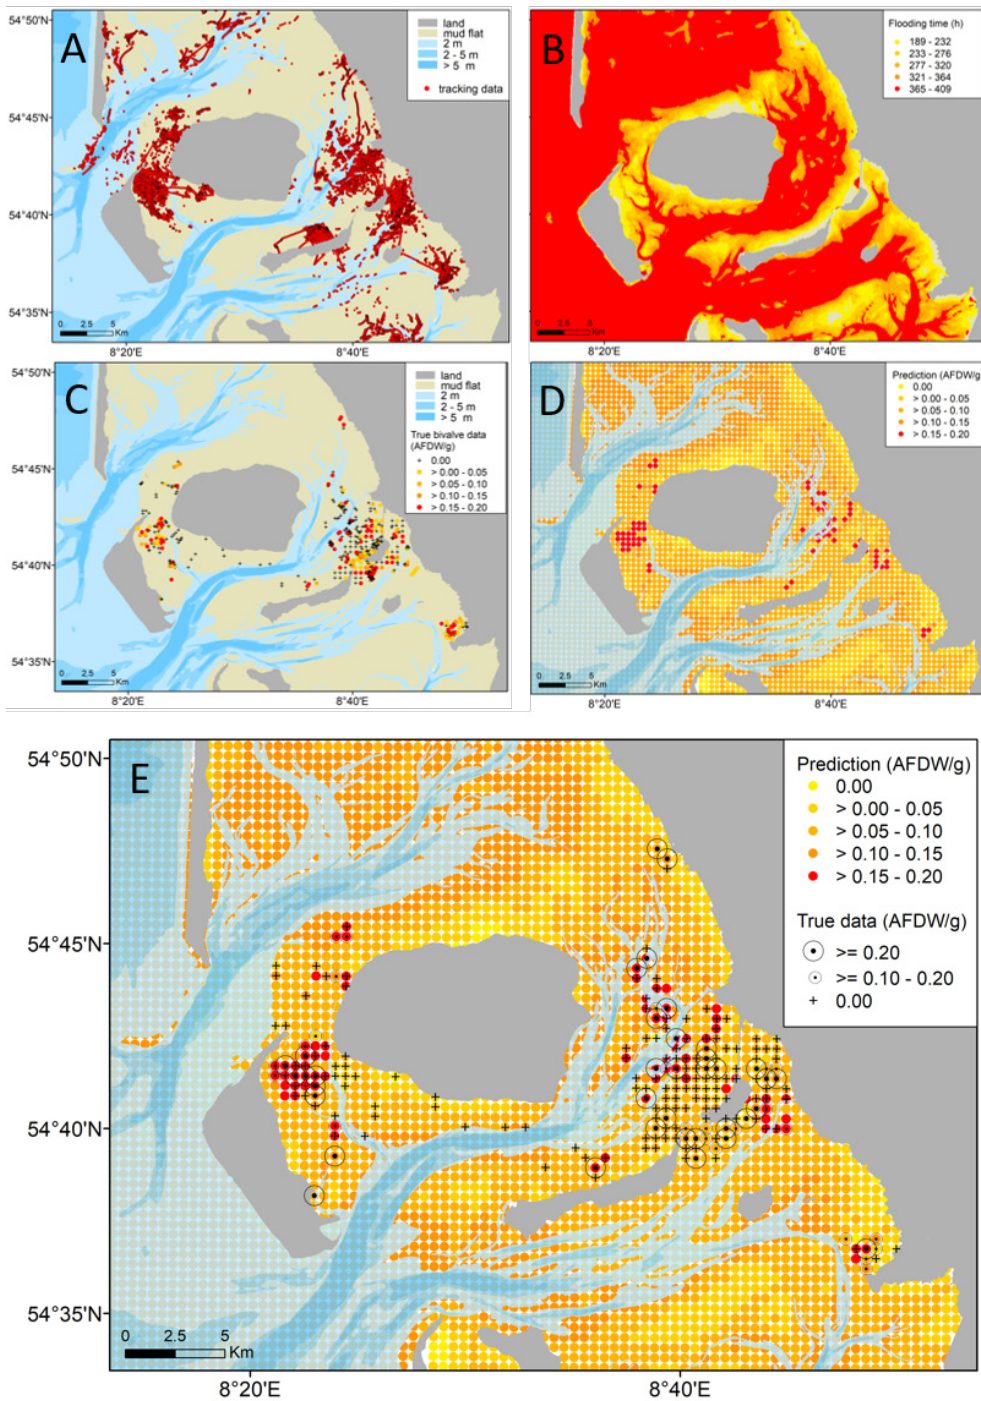 A
54°50'N
54°45'N
54°40'N
54°35'N
land
mud flat
2 m
2 - 5 m
> 5 m
tracking data
0 2.5 5
Km
8°20'E
8°40'E
B
Flooding time (h)
189 - 232
233 - 276
277 - 320
321 - 364
365 - 409
0 2.5 5
Km
8°20'E
8°40'E
C
54°50'N
54°45'N
54°40'N
54°35'N
land
mud flat
2 m
2 - 5 m
> 5 m
True bivalve data
(AFDW/g)
0.00
> 0.00 - 0.05
> 0.05 - 0.10
> 0.10 - 0.15
> 0.15 - 0.20
0 2.5 5
Km
8°20'E
8°40'E
D
Prediction (AFDW/g)
0.00
> 0.00 - 0.05
> 0.05 - 0.10
> 0.10 - 0.15
> 0.15 - 0.20
0 2.5 5
Km
8°20'E
8°40'E
E
54°50'N
54°45'N
54°40'N
54°35'N
Prediction (AFDW/g)
0.00
> 0.00 - 0.05
> 0.05 - 0.10
> 0.10 - 0.15
> 0.15 - 0.20
True data (AFDW/g)
>= 0.20
>= 0.10 - 0.20
0.00
0 2.5 5
Km
8°20'E
8°40'E